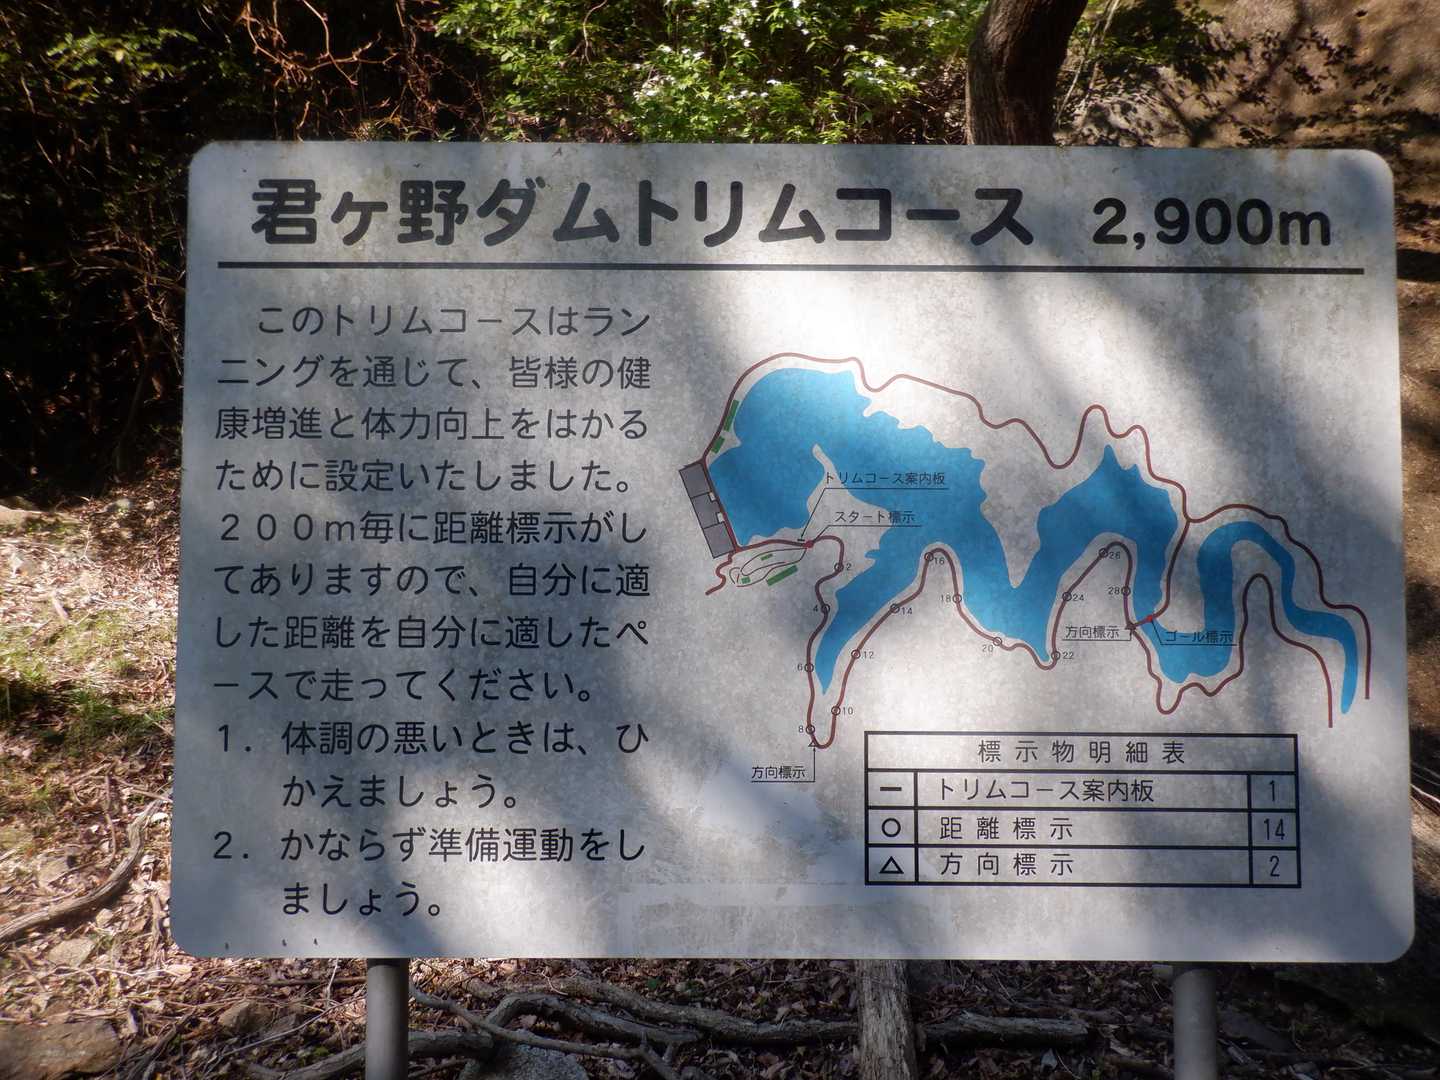 君ヶ野ダムトリムコース 2,900m
このトリムコースはラン
ニングを通じて、皆様の健
康増進と体力向上をはかる
ために設定いたしました。
200m毎に距離標示がし
てありますので、自分に適
した距離を自分に適したペ
ースで走ってください。
1. 体調の悪いときは、ひ
かえましょう。
2. かならず準備運動をし
ましょう。
トリムコース案内板
スタート標示
2
4
6
8
方向標示
10
12
14
16
18
20
22
24
26
28
方向標示
ゴール標示
標示物明細表
トリムコース案内板 1
距離標示 14
方向標示 2